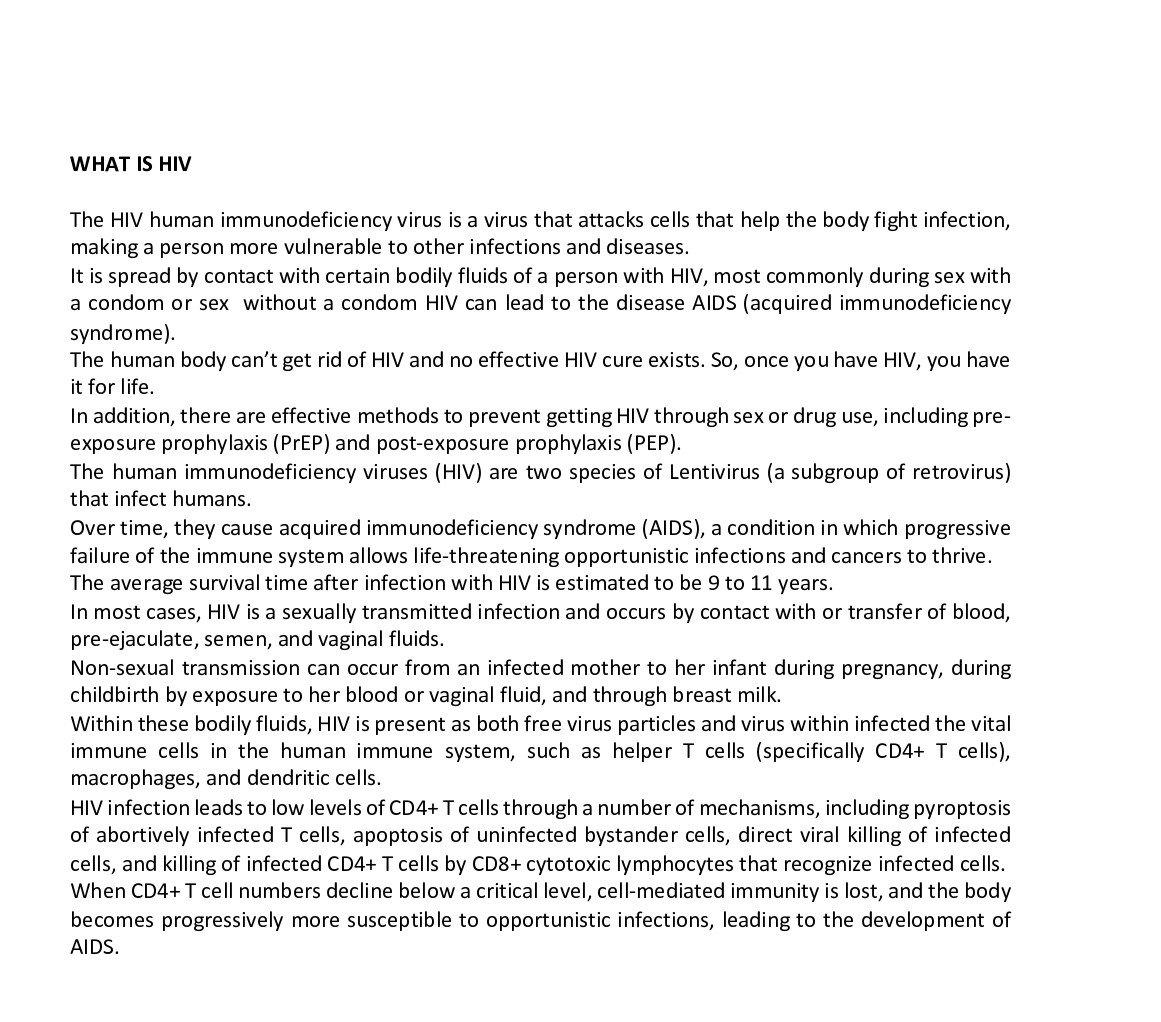 WHAT IS HIV
The HIV human immunodeficiency virus is a virus that attacks cells that help the body fight infection,
making a person more vulnerable to other infections and diseases.
It is spread by contact with certain bodily fluids of a person with HIV, most commonly during sex with
a condom or sex  without a condom HIV can lead to the disease AIDS (acquired immunodeficiency
syndrome).
The human body can’t get rid of HIV and no effective HIV cure exists. So, once you have HIV, you have
it for life.
In addition, there are effective methods to prevent getting HIV through sex or drug use, including pre-
exposure prophylaxis (PrEP) and post-exposure prophylaxis (PEP).
The human immunodeficiency viruses (HIV) are two species of Lentivirus (a subgroup of retrovirus)
that infect humans.
Over time, they cause acquired immunodeficiency syndrome (AIDS), a condition in which progressive
failure of the immune system allows life-threatening opportunistic infections and cancers to thrive.
The average survival time after infection with HIV is estimated to be 9 to 11 years.
In most cases, HIV is a sexually transmitted infection and occurs by contact with or transfer of blood,
pre-ejaculate, semen, and vaginal fluids.
Non-sexual transmission can occur from an infected mother to her infant during pregnancy, during
childbirth by exposure to her blood or vaginal fluid, and through breast milk.
Within these bodily fluids, HIV is present as both free virus particles and virus within infected the vital
immune cells in the human immune system, such as helper T cells (specifically CD4+ T cells),
macrophages, and dendritic cells.
HIV infection leads to low levels of CD4+ T cells through a number of mechanisms, including pyroptosis
of abortively infected T cells, apoptosis of uninfected bystander cells, direct viral killing of infected
cells, and killing of infected CD4+ T cells by CD8+ cytotoxic lymphocytes that recognize infected cells.
When CD4+ T cell numbers decline below a critical level, cell-mediated immunity is lost, and the body
becomes progressively more susceptible to opportunistic infections, leading to the development of
AIDS.